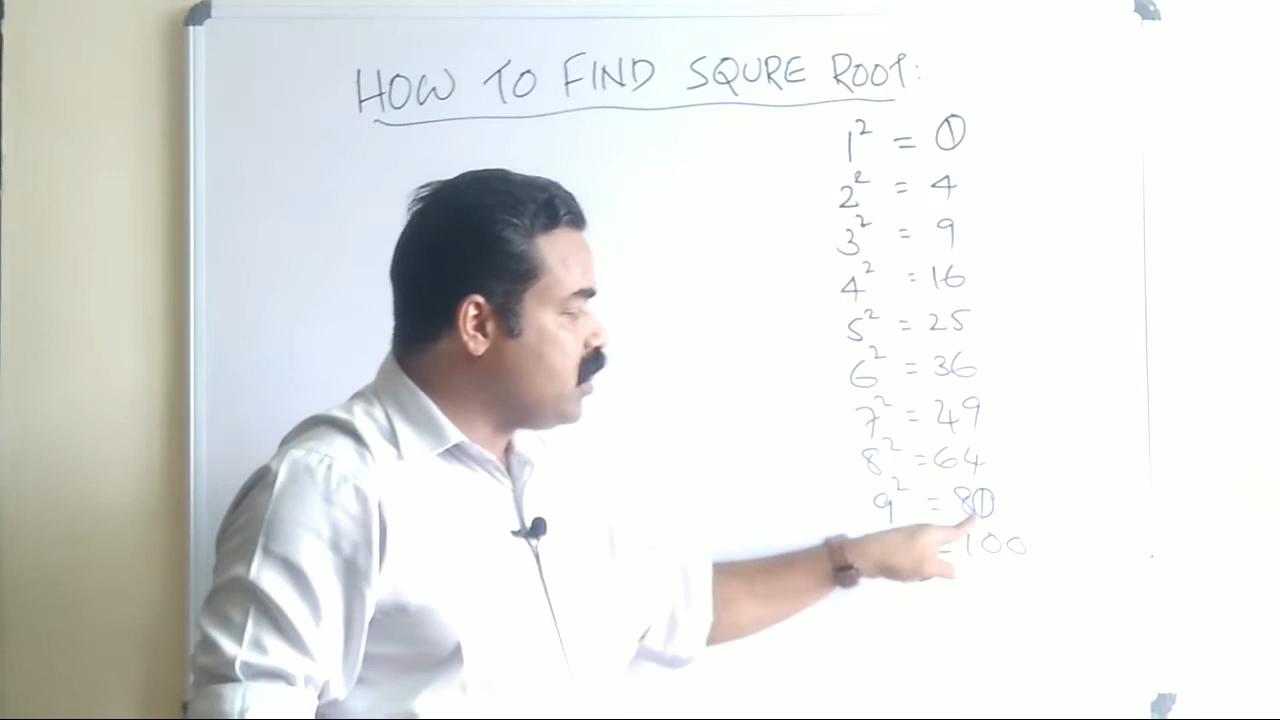 HOW TO FIND SQURE ROOT:
1² = 1
2² = 4
3² = 9
4² = 16
5² = 25
6² = 36
7² = 49
8² = 64
9² = 81
= 100